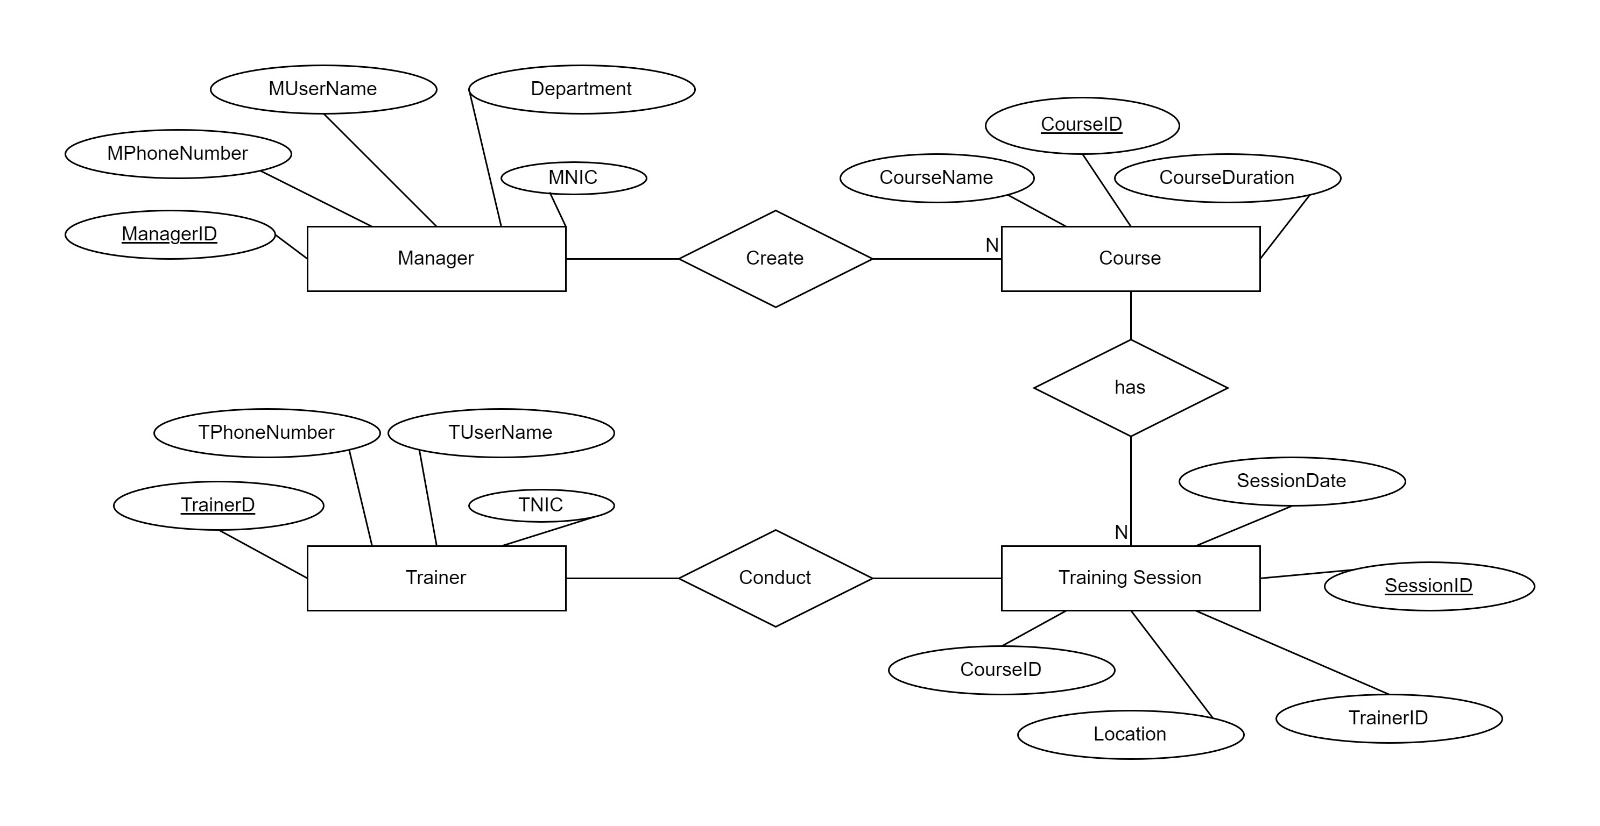 MUserName
Department
MPhoneNumber
MNIC
ManagerID
Manager
Create
N
CourseID
CourseName
CourseDuration
Course
has
TPhoneNumber
TUserName
TrainerD
TNIC
Trainer
Conduct
N
SessionDate
Training Session
SessionID
CourseID
Location
TrainerID